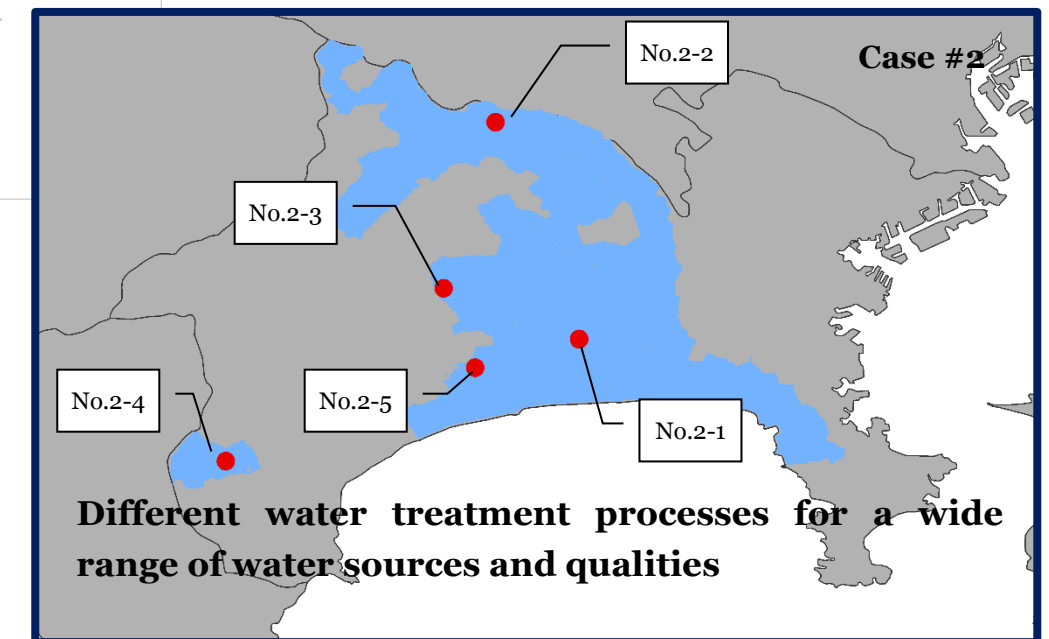 No.2-2
Case #2
No.2-3
No.2-4
No.2-5
No.2-1
Different water treatment processes for a wide
range of water sources and qualities